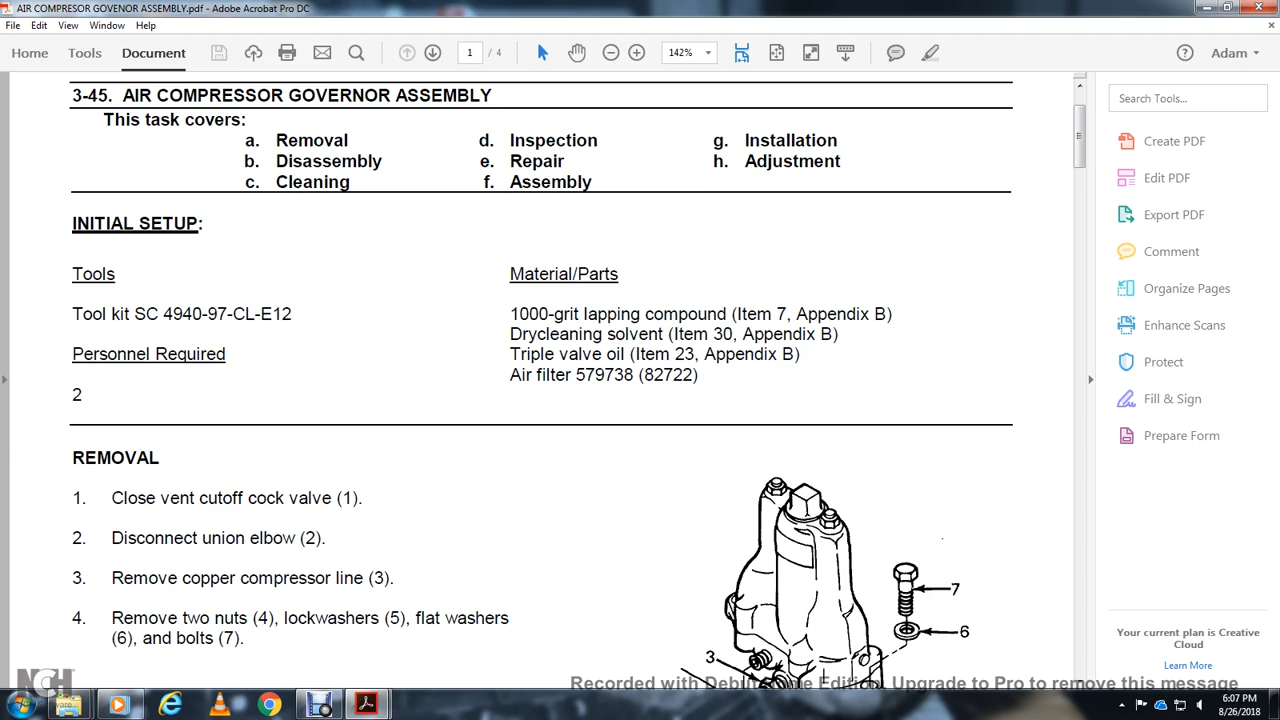 AIR COMPRESOR GOVENOR ASSEMBLY.pdf - Adobe Acrobat Pro DC
File Edit View Window Help
Home Tools Document 1 / 4 142% Adam
3-45. AIR COMPRESSOR GOVERNOR ASSEMBLY
This task covers:
a. Removal d. Inspection g. Installation
b. Disassembly e. Repair h. Adjustment
c. Cleaning f. Assembly
INITIAL SETUP:
Tools Material/Parts
Tool kit SC 4940-97-CL-E12 1000-grit lapping compound (Item 7, Appendix B)
Drycleaning solvent (Item 30, Appendix B)
Personnel Required Triple valve oil (Item 23, Appendix B)
Air filter 579738 (82722)
2
REMOVAL
1. Close vent cutoff cock valve (1).
2. Disconnect union elbow (2).
3. Remove copper compressor line (3).
4. Remove two nuts (4), lockwashers (5), flat washers
(6), and bolts (7).
7
6
3
Search Tools...
Create PDF
Edit PDF
Export PDF
Comment
Organize Pages
Enhance Scans
Protect
Fill & Sign
Prepare Form
Your current plan is Creative
Cloud
Learn More
NCH
Recorded with Debut Home Edition. Upgrade to Pro to remove this message
6:07 PM
8/26/2018